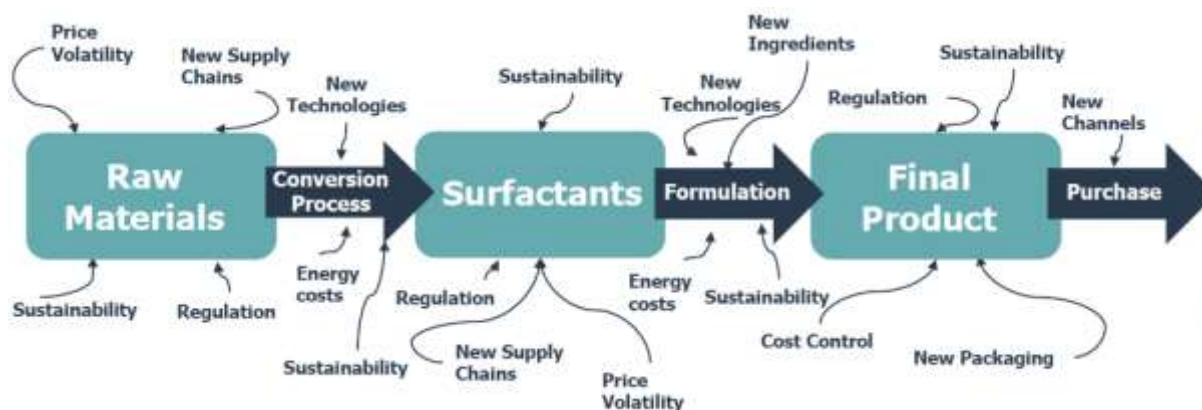 Price
Volatility
New Supply
Chains
New
Technologies
Sustainability
New
Ingredients
New
Technologies
Regulation
Sustainability
New
Channels
Raw
Materials
Conversion
Process
Surfactants
Formulation
Final
Product
Purchase
Sustainability
Regulation
Energy
costs
Sustainability
Regulation
New Supply
Chains
Price
Volatility
Energy
costs
Sustainability
Cost Control
New Packaging